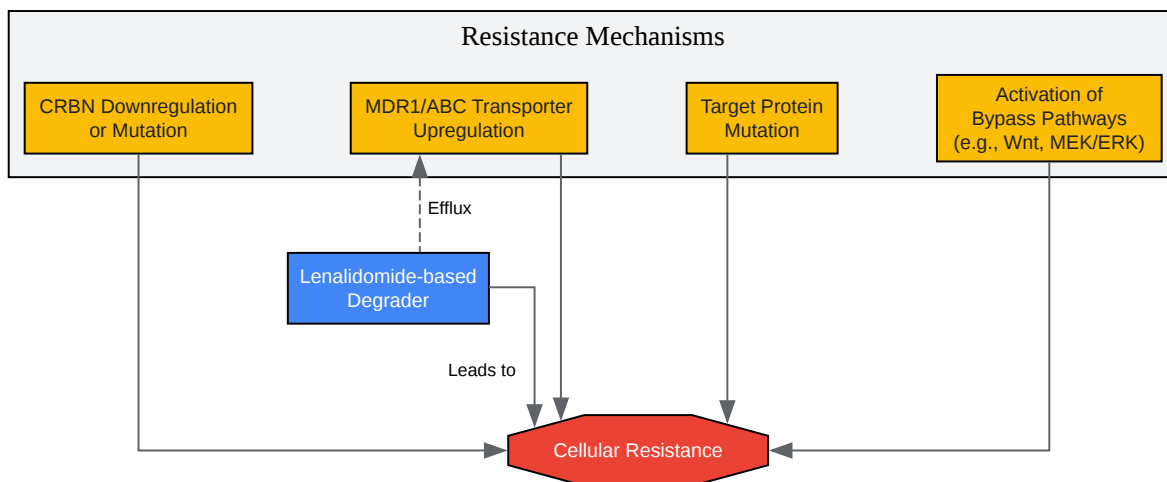 Resistance Mechanisms
CRBN Downregulation
or Mutation
MDR1/ABC Transporter
Upregulation
Target Protein
Mutation
Activation of
Bypass Pathways
(e.g., Wnt, MEK/ERK)
Efflux
Lenalidomide-based
Degrader
Leads to
Cellular Resistance